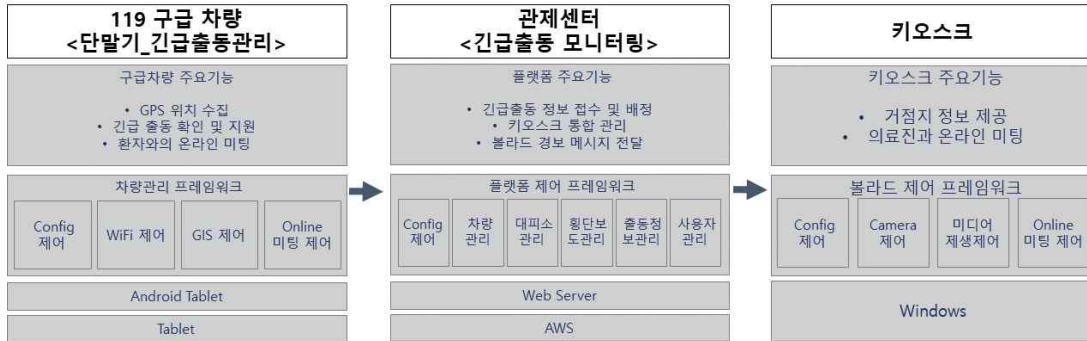 119 구급 차량
<단말기_긴급출동관리>
구급차량 주요기능
• GPS 위치 수집
• 긴급 출동 확인 및 지원
• 환자와의 온라인 미팅
차량관리 프레임워크
Config
제어
WiFi 제어
GIS 제어
Online
미팅 제어
Android Tablet
Tablet
관제센터
<긴급출동 모니터링>
플랫폼 주요기능
• 긴급출동 정보 접수 및 배정
• 키오스크 통합 관리
• 볼라드 경보 메시지 전달
플랫폼 제어 프레임워크
Config
제어
차량
관리
대피소
관리
횡단보
도관리
출동정
보관리
사용자
관리
Web Server
AWS
키오스크
키오스크 주요기능
• 거점지 정보 제공
• 의료진과 온라인 미팅
볼라드 제어 프레임워크
Config
제어
Camera
제어
미디어
재생제어
Online
미팅 제어
Windows